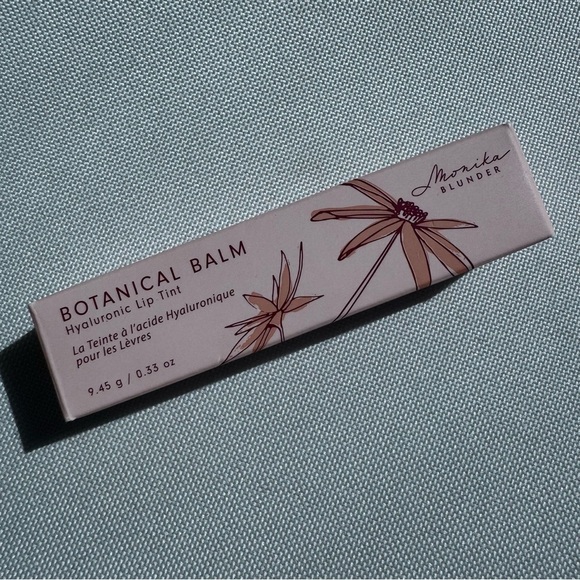 Monika
BLUNDER
BOTANICAL BALM
Hyaluronic Lip Tint
La Teinte à l'acide Hyaluronique
pour les Lèvres
9.45 g / 0.33 oz